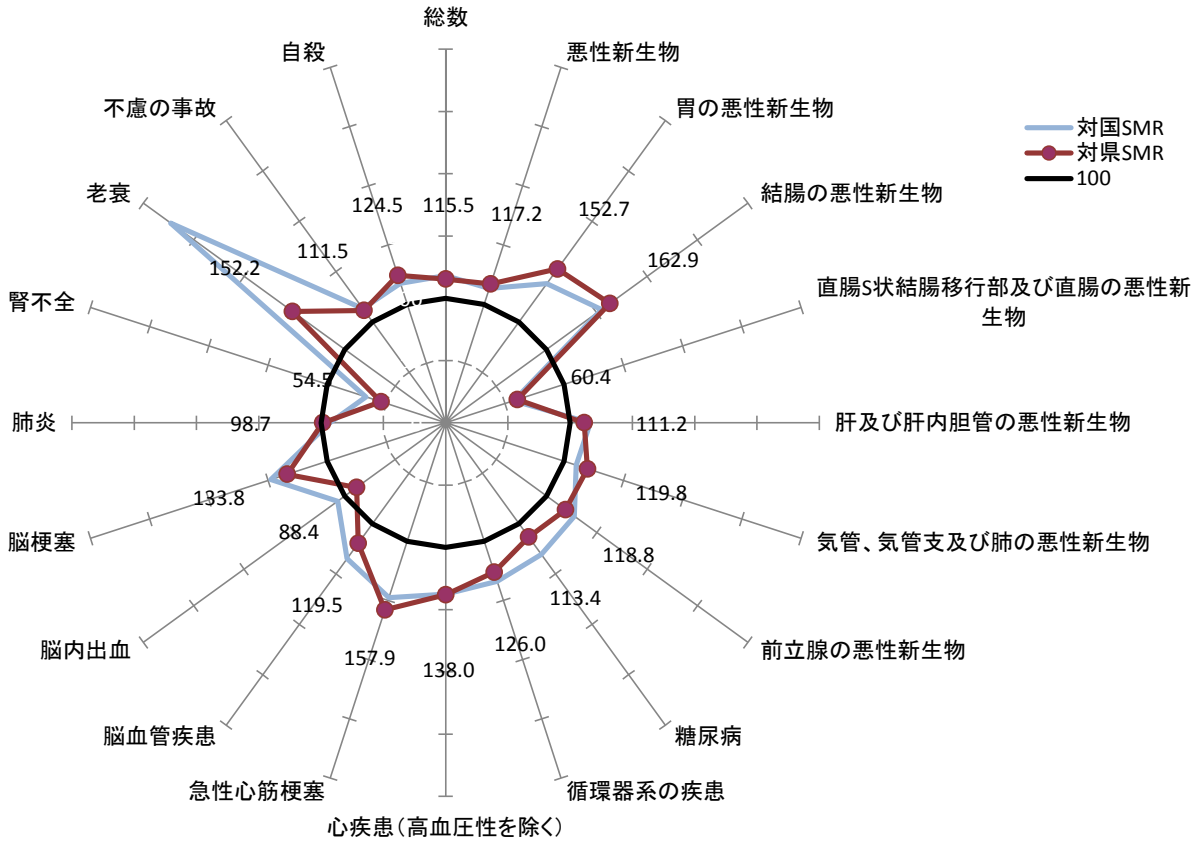 総数
自殺
悪性新生物
不慮の事故
胃の悪性新生物
対国SMR
対県SMR
100
老衰
結腸の悪性新生物
124.5
115.5
117.2
152.7
111.5
162.9
152.2
直腸S状結腸移行部及び直腸の悪性新
生物
腎不全
54.5
60.4
肺炎
98.7
111.2
肝及び肝内胆管の悪性新生物
133.8
119.8
脳梗塞
気管、気管支及び肺の悪性新生物
88.4
118.8
119.5
113.4
脳内出血
前立腺の悪性新生物
157.9
138.0
126.0
脳血管疾患
糖尿病
急性心筋梗塞
循環器系の疾患
心疾患(高血圧性を除く)